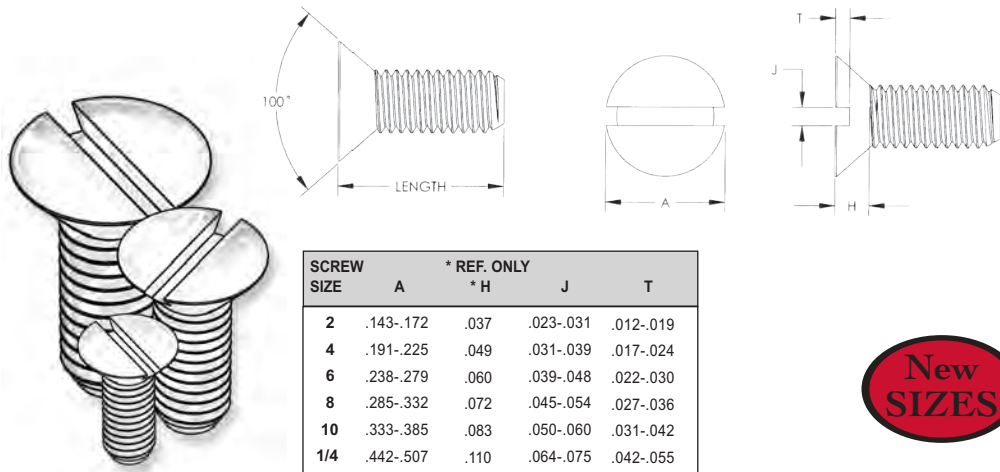 100°
LENGTH
A
T
J
H
SCREW * REF. ONLY
SIZE A * H J T
2 .143-.172 .037 .023-.031 .012-.019
4 .191-.225 .049 .031-.039 .017-.024
6 .238-.279 .060 .039-.048 .022-.030
8 .285-.332 .072 .045-.054 .027-.036
10 .333-.385 .083 .050-.060 .031-.042
1/4 .442-.507 .110 .064-.075 .042-.055
New
SIZES